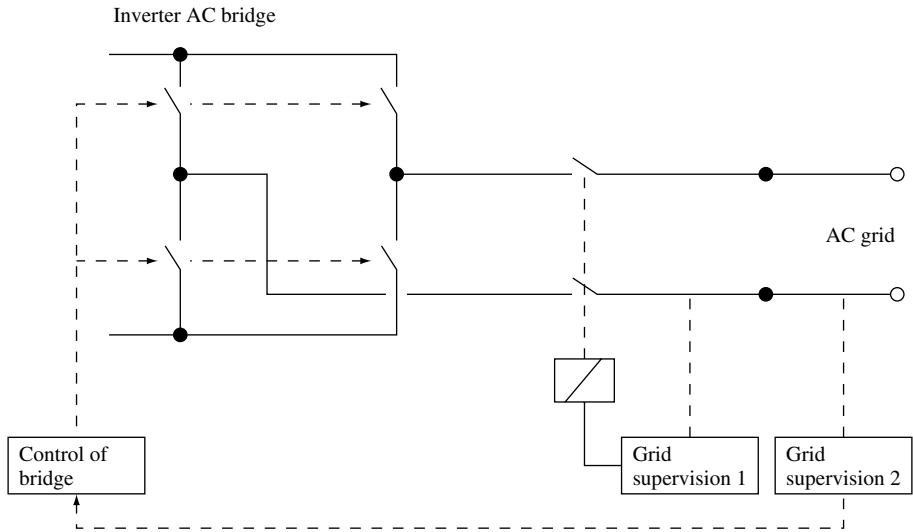 Inverter AC bridge
AC grid
Control of
bridge
Grid
supervision 1
Grid
supervision 2